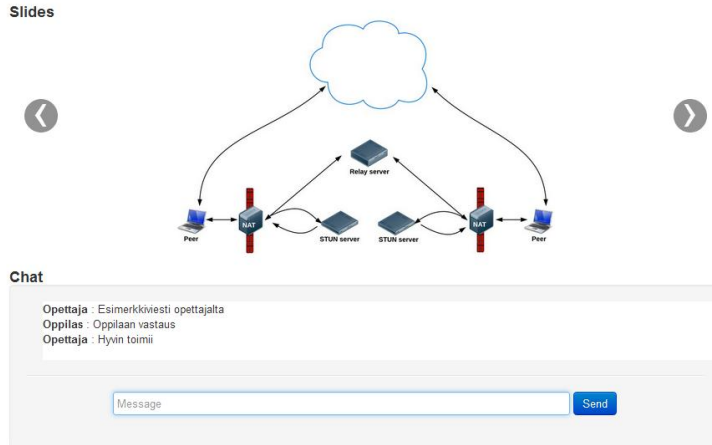 Slides
Relay server
NAT
NAT
Peer
STUN server
STUN server
Peer
Chat
Opettaja : Esimerkkiviesti opettajalta
Oppilas : Oppilaan vastaus
Opettaja : Hyvin toimii
Message
Send